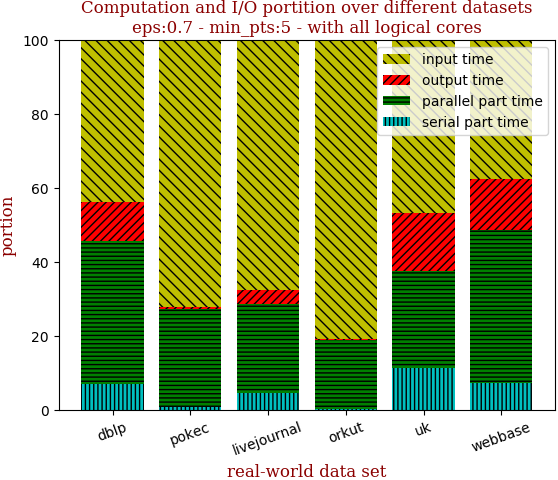 Computation and I/O portition over different datasets
eps:0.7 - min_pts:5 - with all logical cores
100
80
60
40
20
0
portion
input time
output time
parallel part time
serial part time
dblp
pokec
livejournal
orkut
uk
webbase
real-world data set